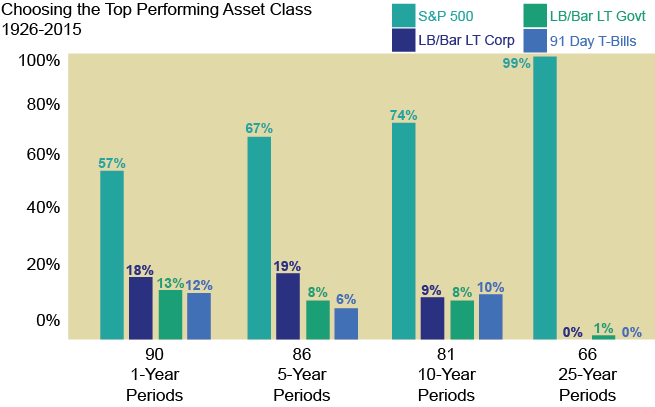 Choosing the Top Performing Asset Class
1926-2015
S&P 500
LB/Bar LT Govt
LB/Bar LT Corp
91 Day T-Bills
100%
80%
60%
40%
20%
0%
57%
18%
13%
12%
67%
19%
8%
6%
74%
9%
8%
10%
99%
0%
1%
0%
90
1-Year
Periods
86
5-Year
Periods
81
10-Year
Periods
66
25-Year
Periods